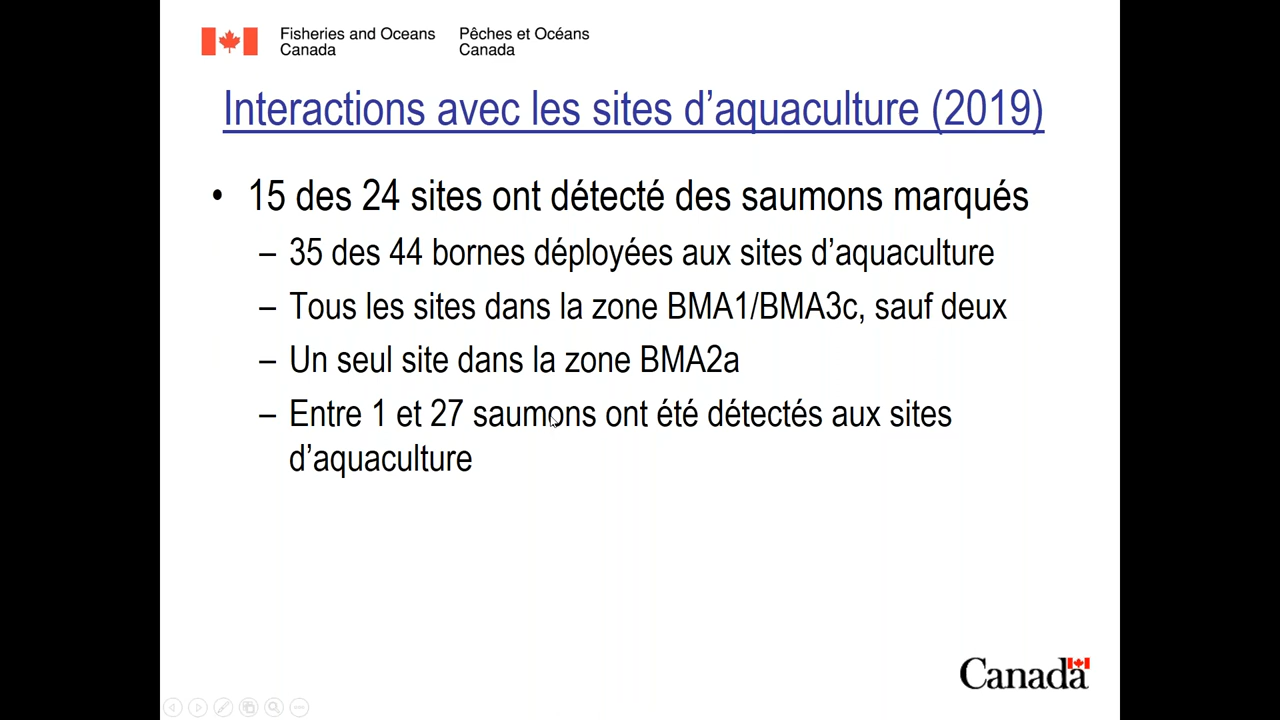 Fisheries and Oceans Canada
Pêches et Océans Canada
Interactions avec les sites d’aquaculture (2019)
• 15 des 24 sites ont détecté des saumons marqués
– 35 des 44 bornes déployées aux sites d’aquaculture
– Tous les sites dans la zone BMA1/BMA3c, sauf deux
– Un seul site dans la zone BMA2a
– Entre 1 et 27 saumons ont été détectés aux sites
d’aquaculture
Canada